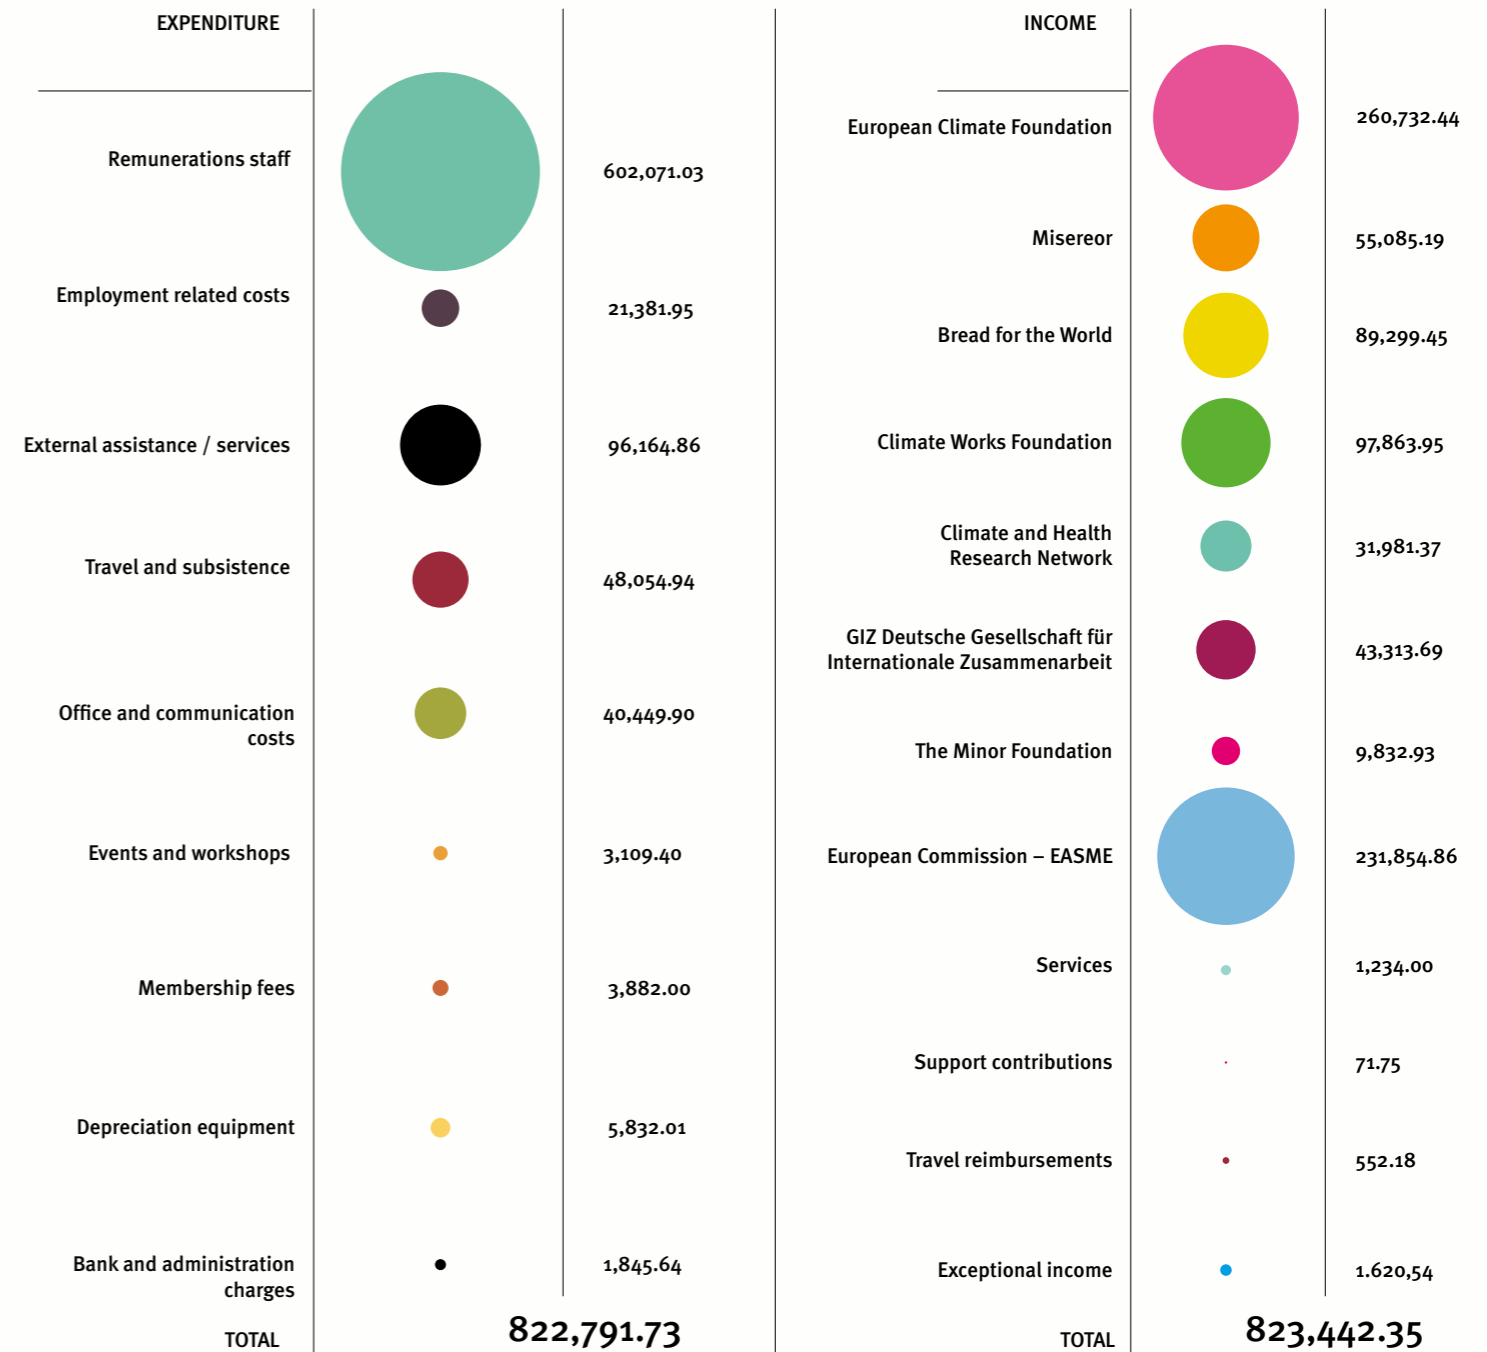 EXPENDITURE
Remunerations staff
602,071.03
Employment related costs
21,381.95
External assistance / services
96,164.86
Travel and subsistence
48,054.94
Office and communication
costs
40,449.90
Events and workshops
3,109.40
Membership fees
3,882.00
Depreciation equipment
5,832.01
Bank and administration
charges
1,845.64
TOTAL
822,791.73
INCOME
European Climate Foundation
260,732.44
Misereor
55,085.19
Bread for the World
89,299.45
Climate Works Foundation
97,863.95
Climate and Health
Research Network
31,981.37
GIZ Deutsche Gesellschaft für
Internationale Zusammenarbeit
43,313.69
The Minor Foundation
9,832.93
European Commission – EASME
231,854.86
Services
1,234.00
Support contributions
71.75
Travel reimbursements
552.18
Exceptional income
1.620,54
TOTAL
823,442.35